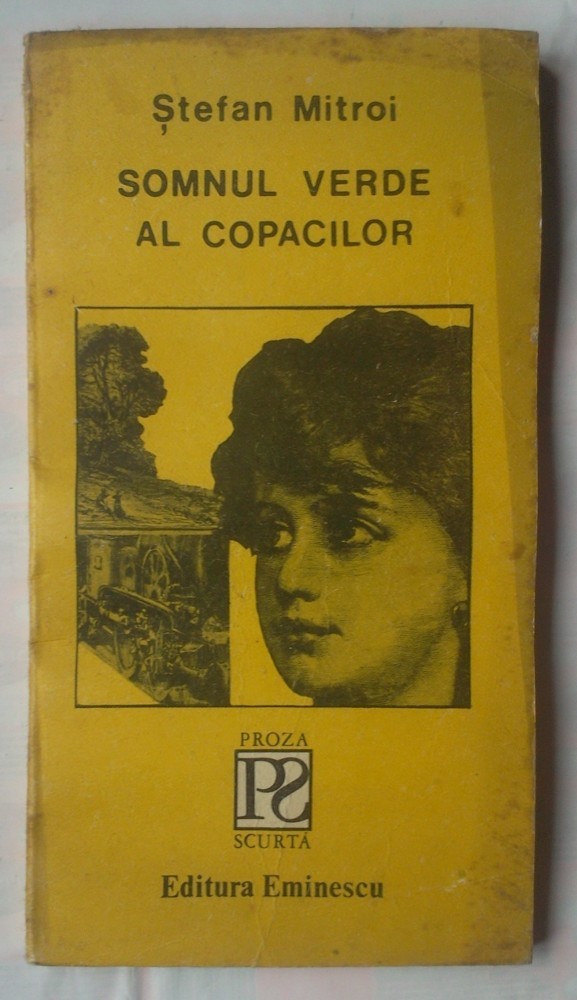 Ștefan Mitroi
SOMNUL VERDE
AL COPACILOR
PROZA
PS
SCURTĂ
Editura Eminescu